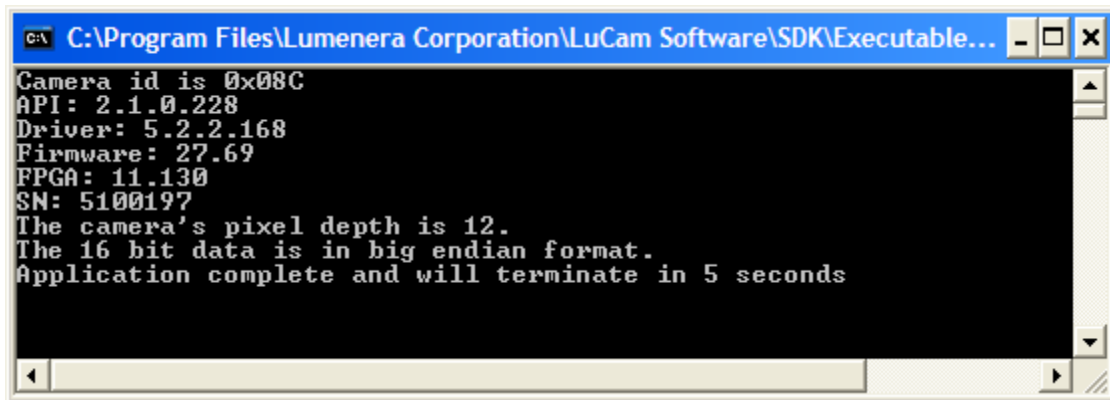 C:\Program Files\Lumenera Corporation\LuCam Software\SDK\Executable...
Camera id is 0x08C
API: 2.1.0.228
Driver: 5.2.2.168
Firmware: 27.69
FPGA: 11.130
SN: 5100197
The camera's pixel depth is 12.
The 16 bit data is in big endian format.
Application complete and will terminate in 5 seconds